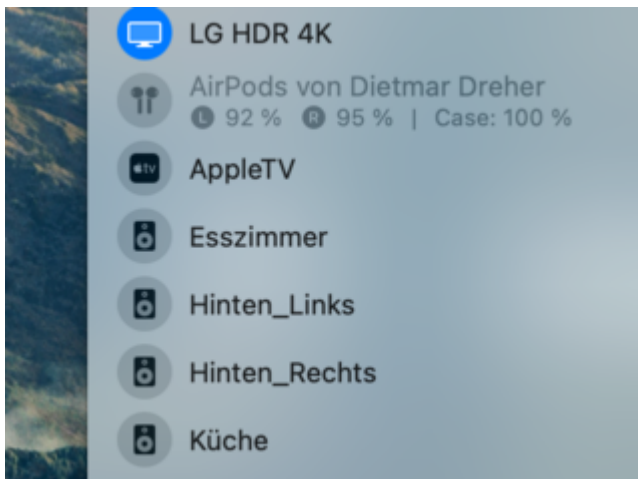 LG HDR 4K
AirPods von Dietmar Dreher
L 92 % R 95 % | Case: 100 %
tv
AppleTV
Esszimmer
Hinten_Links
Hinten_Rechts
Küche